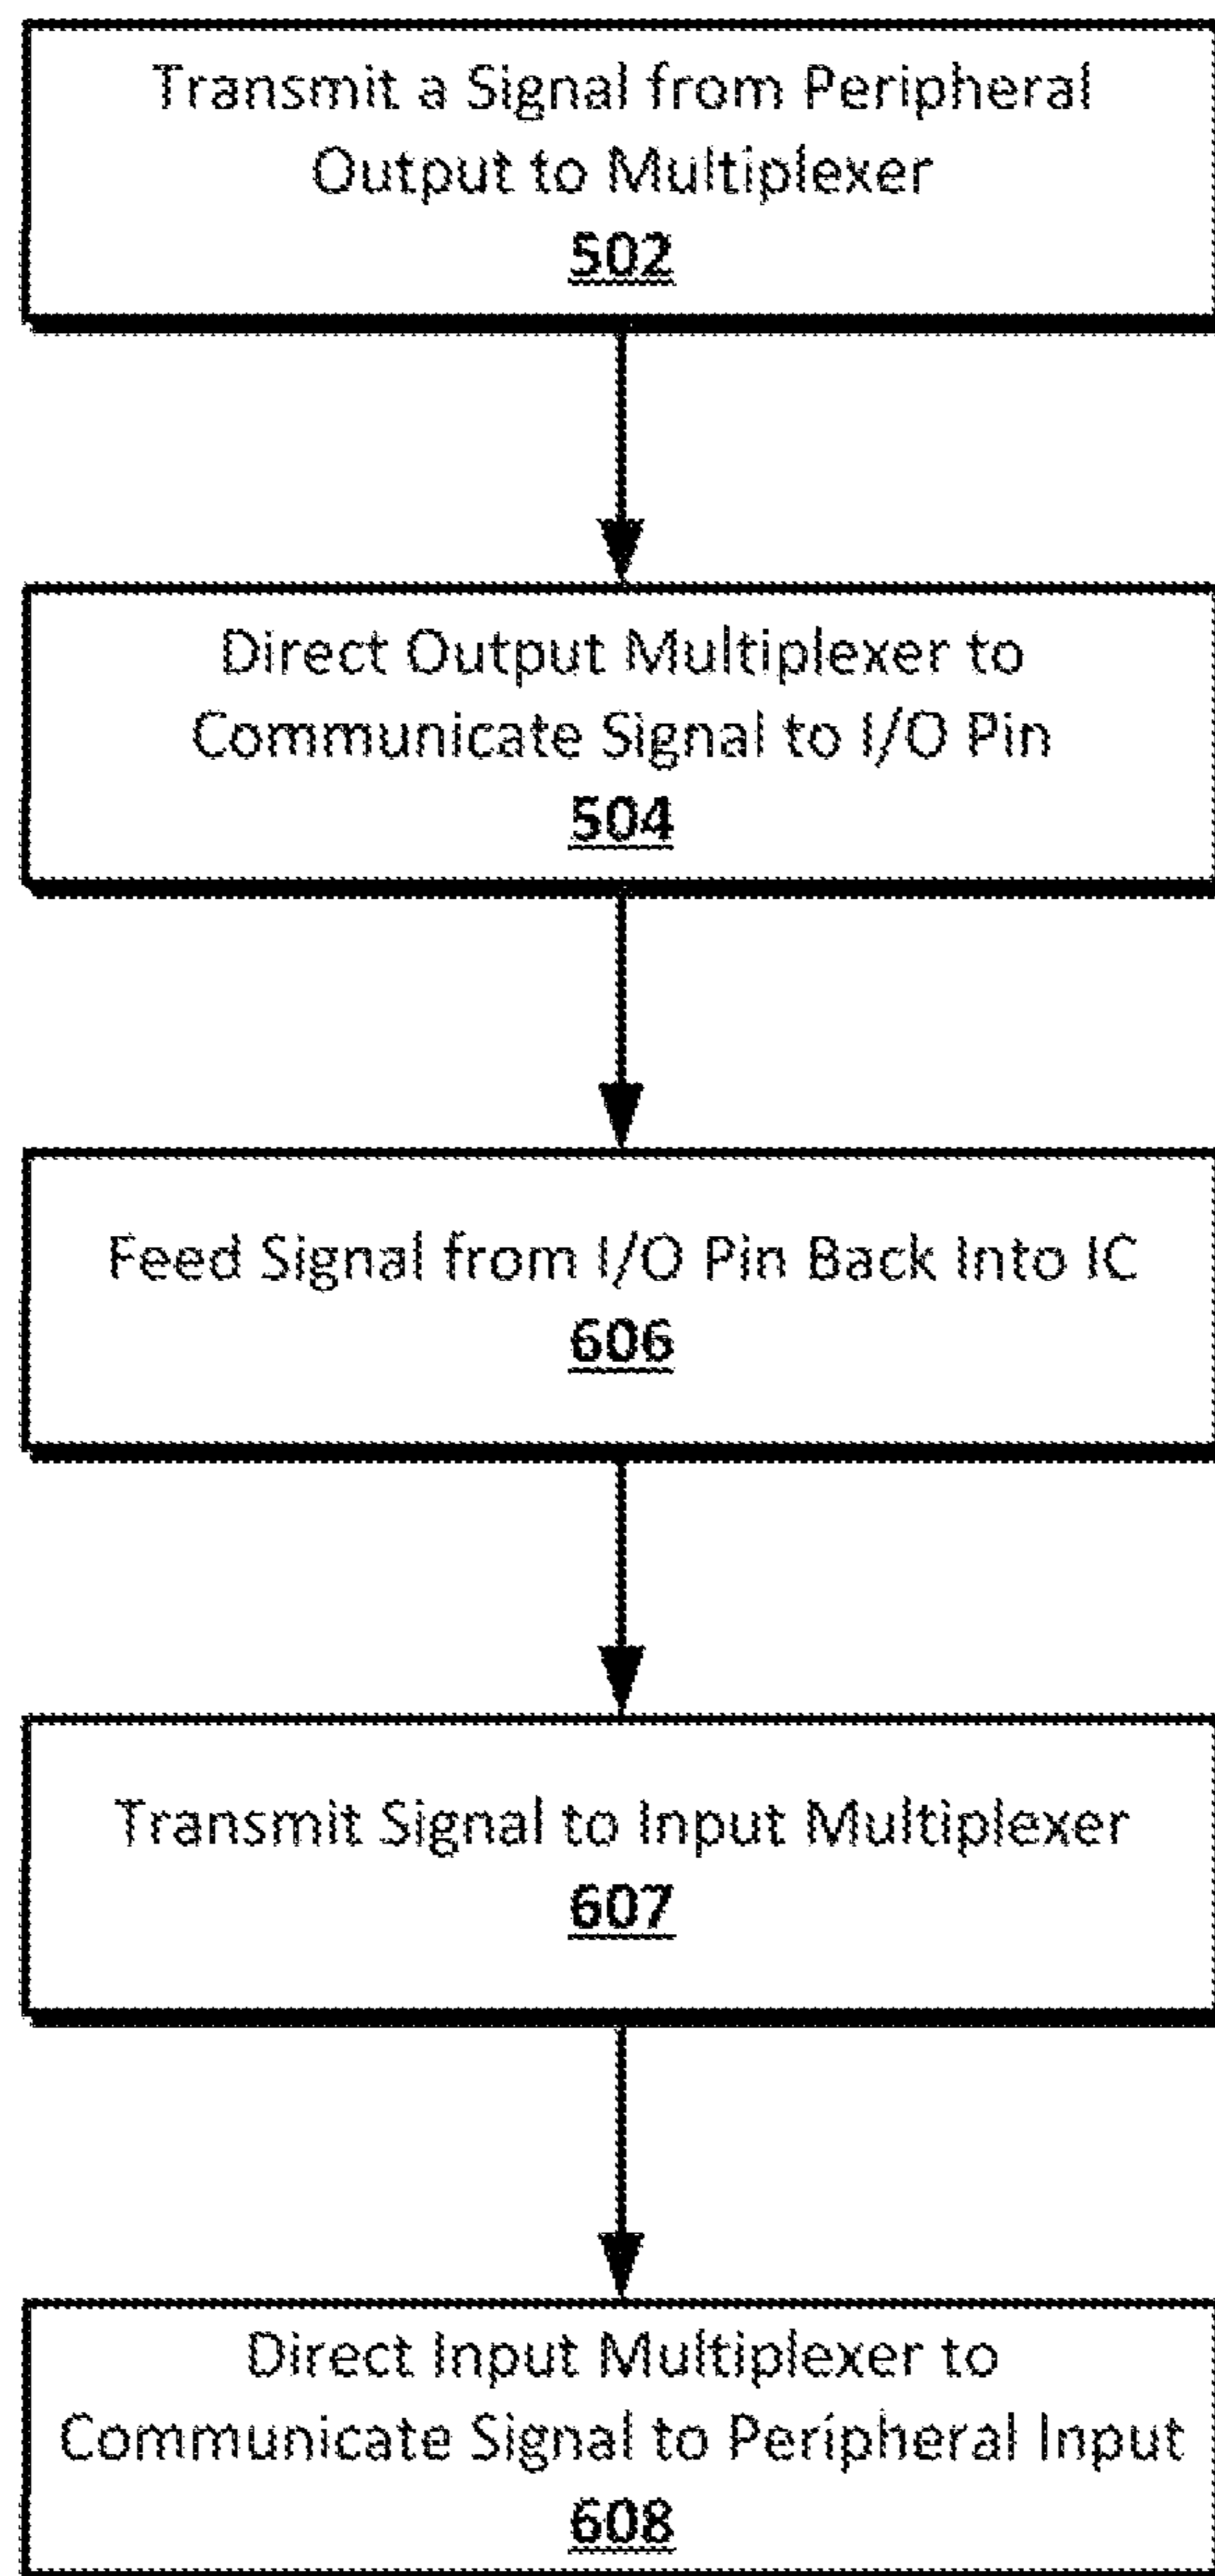 Transmit a Signal from Peripheral
Output to Multiplexer
502
Direct Output Multiplexer to
Communicate Signal to I/O Pin
504
Feed Signal from I/O Pin Back Into IC
606
Transmit Signal to Input Multiplexer
607
Direct Input Multiplexer to
Communicate Signal to Peripheral Input
608